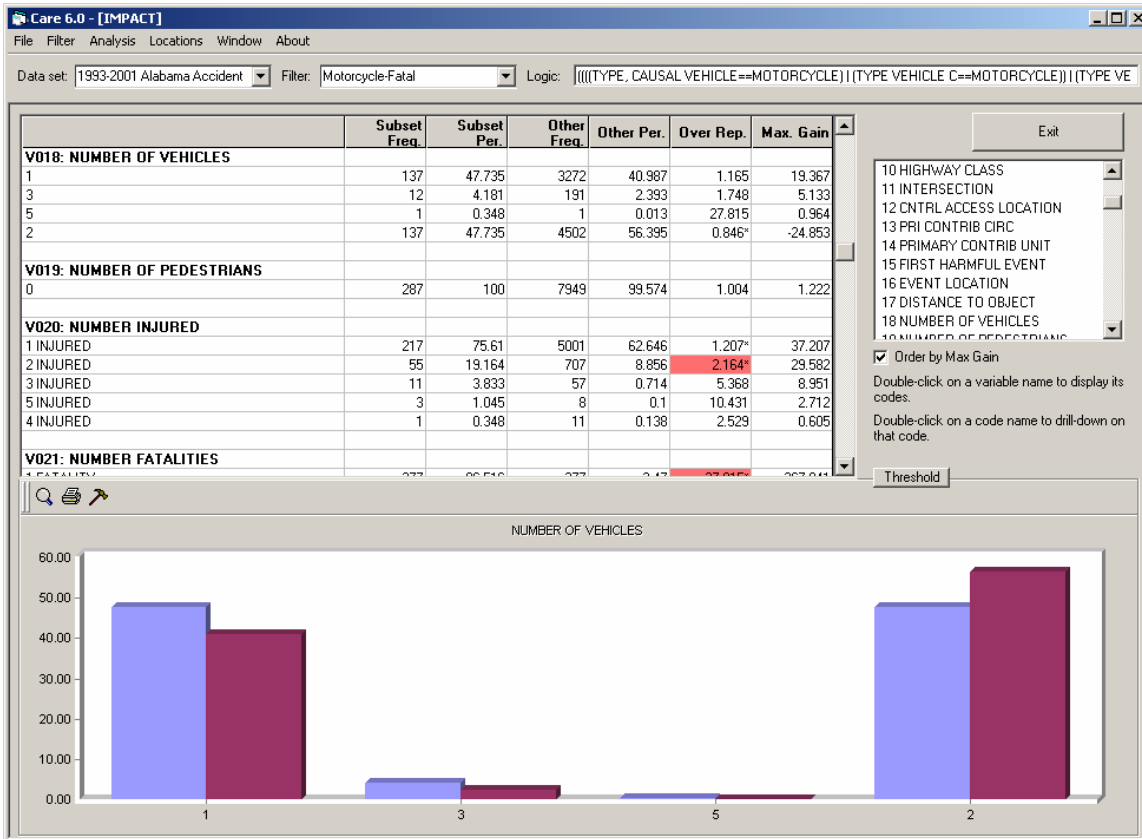 Care 6.0 - [IMPACT]
File Filter Analysis Locations Window About
Data set: 1993-2001 Alabama Accident Filter: Motorcycle-Fatal Logic: ((((TYPE, CAUSAL VEHICLE==MOTORCYCLE) | (TYPE VEHICLE C==MOTORCYCLE)) | (TYPE VE
Subset Freq. Subset Per. Other Freq. Other Per. Over Rep. Max. Gain
V018: NUMBER OF VEHICLES
1 137 47.735 3272 40.987 1.165 19.367
3 12 4.181 191 2.393 1.748 5.133
5 1 0.348 1 0.013 27.815 0.964
2 137 47.735 4502 56.395 0.846* -24.853
V019: NUMBER OF PEDESTRIANS
0 287 100 7949 99.574 1.004 1.222
V020: NUMBER INJURED
1 INJURED 217 75.61 5001 62.646 1.207* 37.207
2 INJURED 55 19.164 707 8.856 2.164* 29.582
3 INJURED 11 3.833 57 0.714 5.368 8.951
5 INJURED 3 1.045 8 0.1 10.431 2.712
4 INJURED 1 0.348 11 0.138 2.529 0.605
V021: NUMBER FATALITIES
Exit
10 HIGHWAY CLASS
11 INTERSECTION
12 CNTRL ACCESS LOCATION
13 PRI CONTRIB CIRC
14 PRIMARY CONTRIB UNIT
15 FIRST HARMFUL EVENT
16 EVENT LOCATION
17 DISTANCE TO OBJECT
18 NUMBER OF VEHICLES
Order by Max Gain
Double-click on a variable name to display its
codes.
Double-click on a code name to drill-down on
that code.
Threshold
NUMBER OF VEHICLES
60.00
50.00
40.00
30.00
20.00
10.00
0.00
1 3 5 2